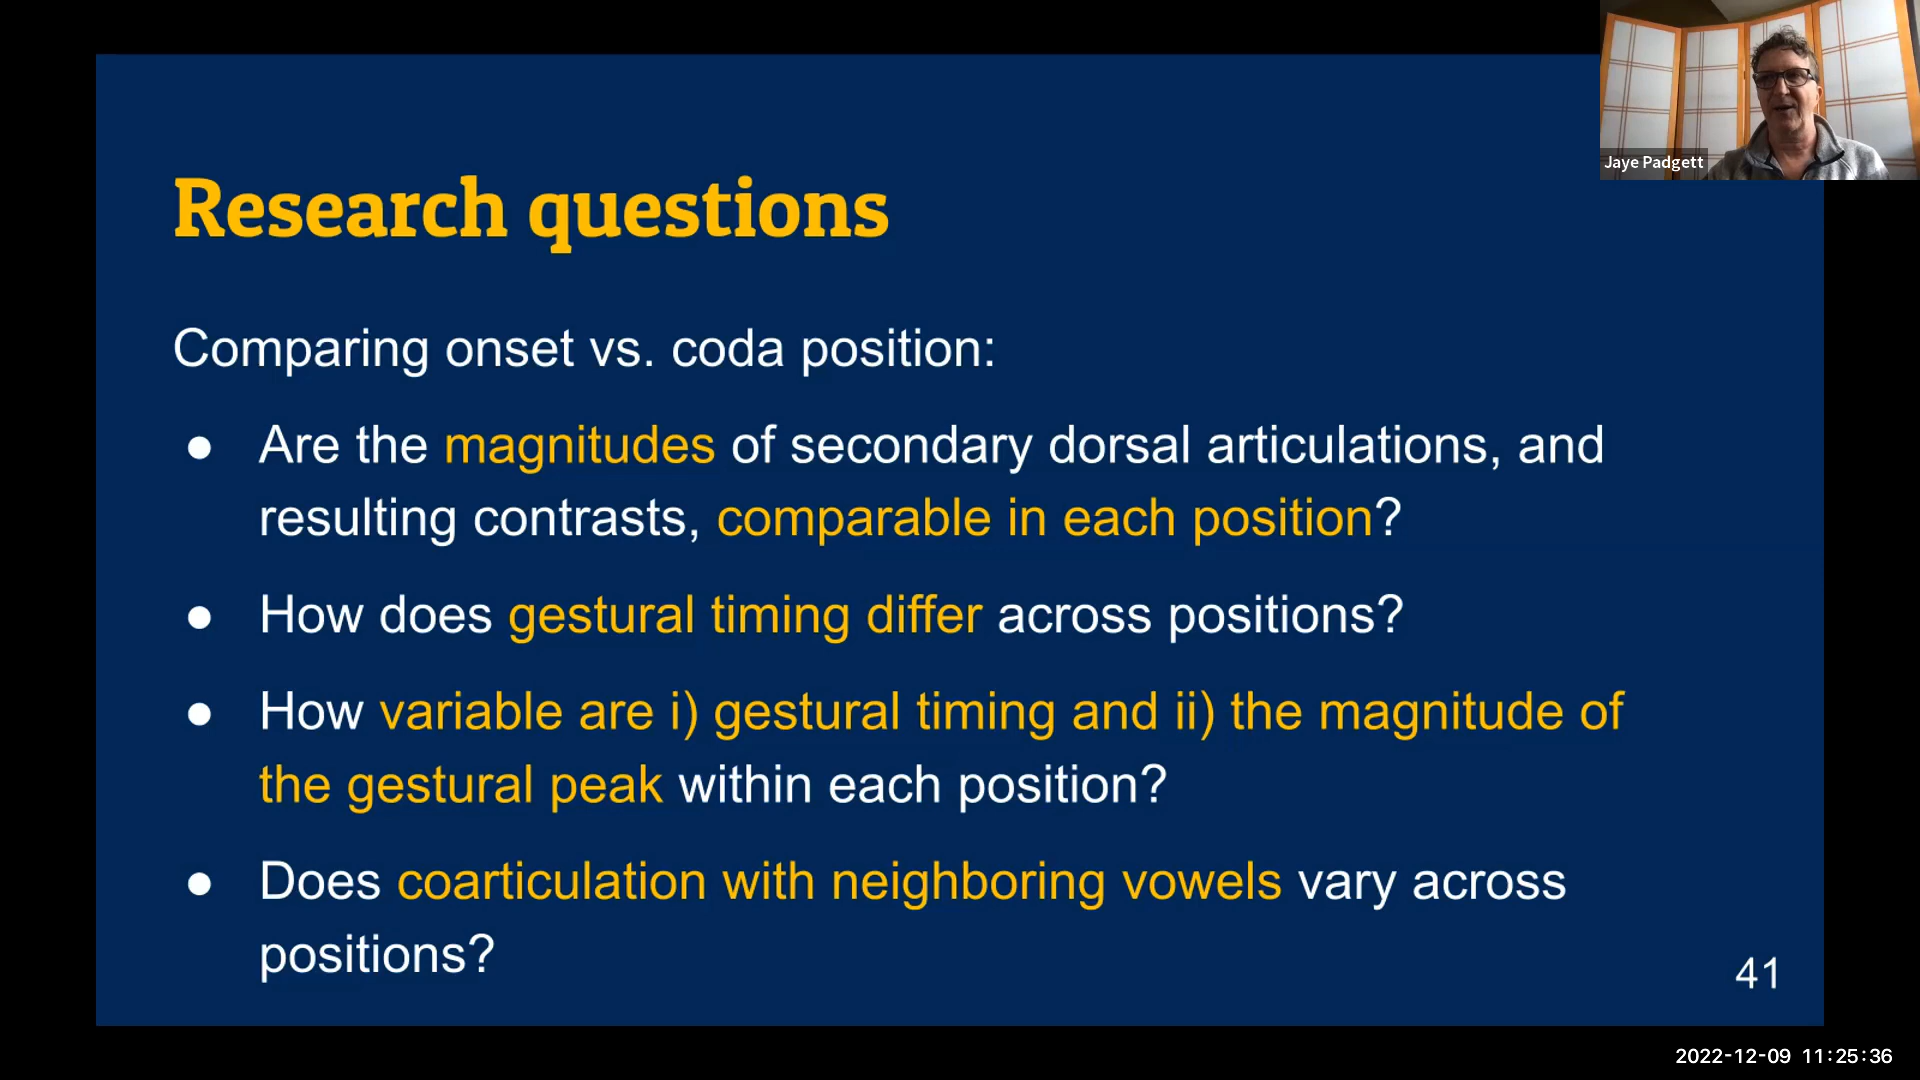 Jaye Padgett
Research questions
Comparing onset vs. coda position:
● Are the magnitudes of secondary dorsal articulations, and
resulting contrasts, comparable in each position?
● How does gestural timing differ across positions?
● How variable are i) gestural timing and ii) the magnitude of
the gestural peak within each position?
● Does coarticulation with neighboring vowels vary across
positions?
41
2022-12-09 11:25:36